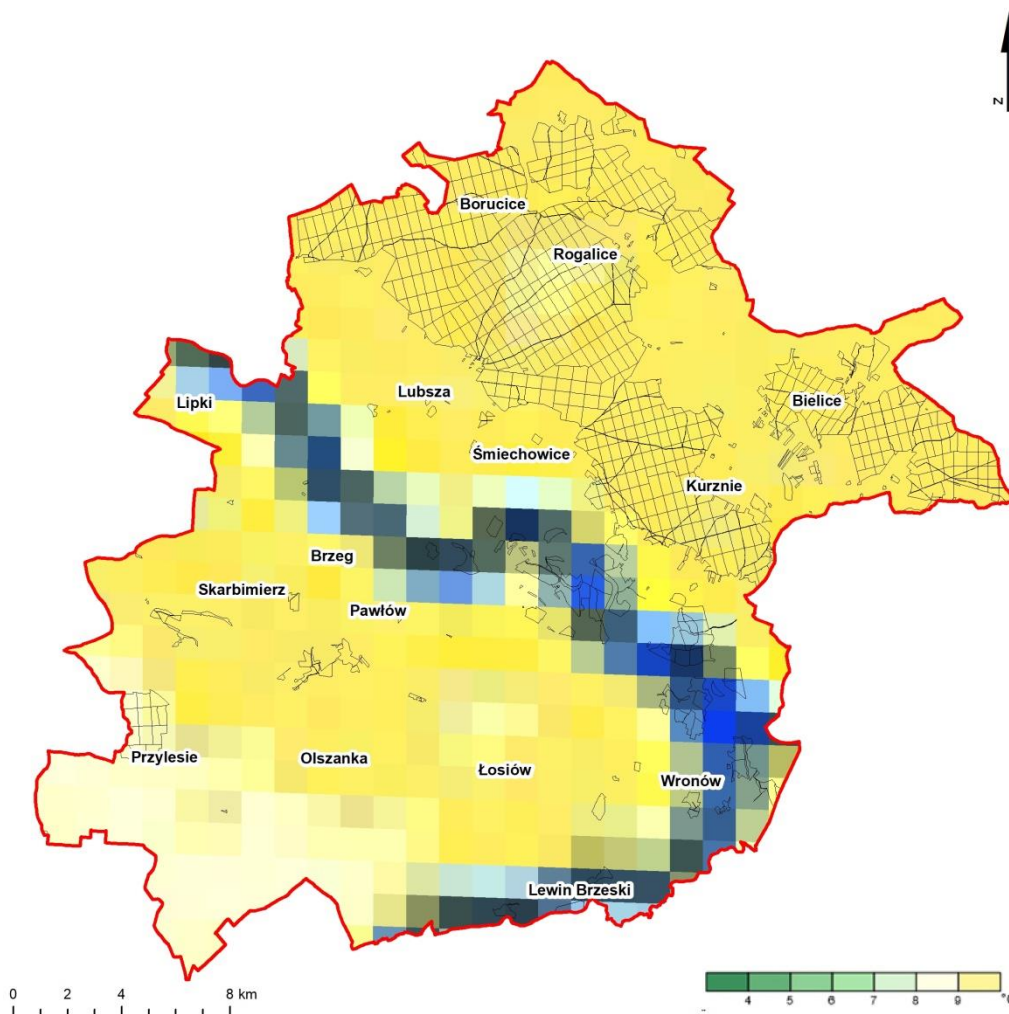 N
Borucice
Rogalice
Lipki
Lubsza
Bielice
Śmiechowice
Kurznie
Brzeg
Skarbimierz
Pawłów
Przylesie
Olszanka
Łosiów
Wronów
Lewin Brzeski
0 2 4 8 km
4 5 6 7 8 9